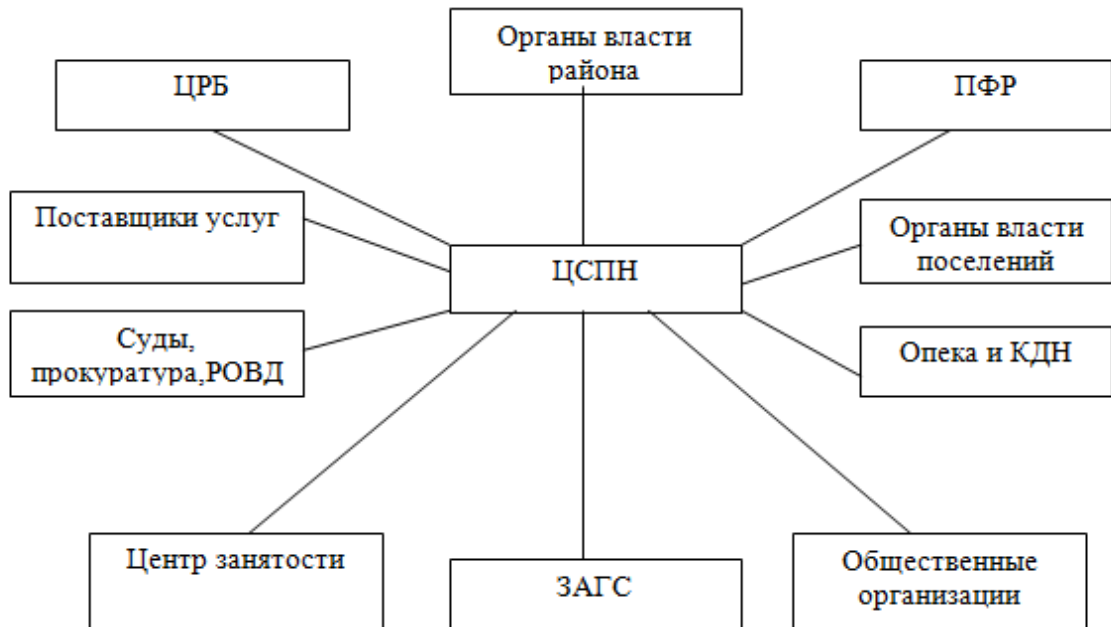 Органы власти
района
ЦРБ
ПФР
Поставщики услуг
Органы власти
поселений
ЦСПН
Суды,
прокуратура,РОВД
Опека и КДН
Центр занятости
ЗАГС
Общественные
организации